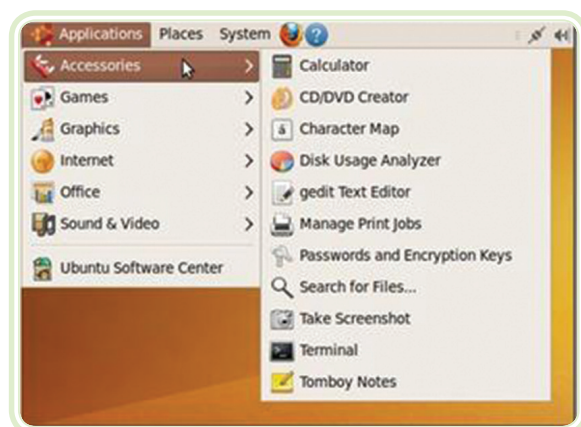 Applications Places System
Accessories
Games
Graphics
Internet
Office
Sound & Video
Ubuntu Software Center
Calculator
CD/DVD Creator
Character Map
Disk Usage Analyzer
gedit Text Editor
Manage Print Jobs
Passwords and Encryption Keys
Search for Files...
Take Screenshot
Terminal
Tomboy Notes